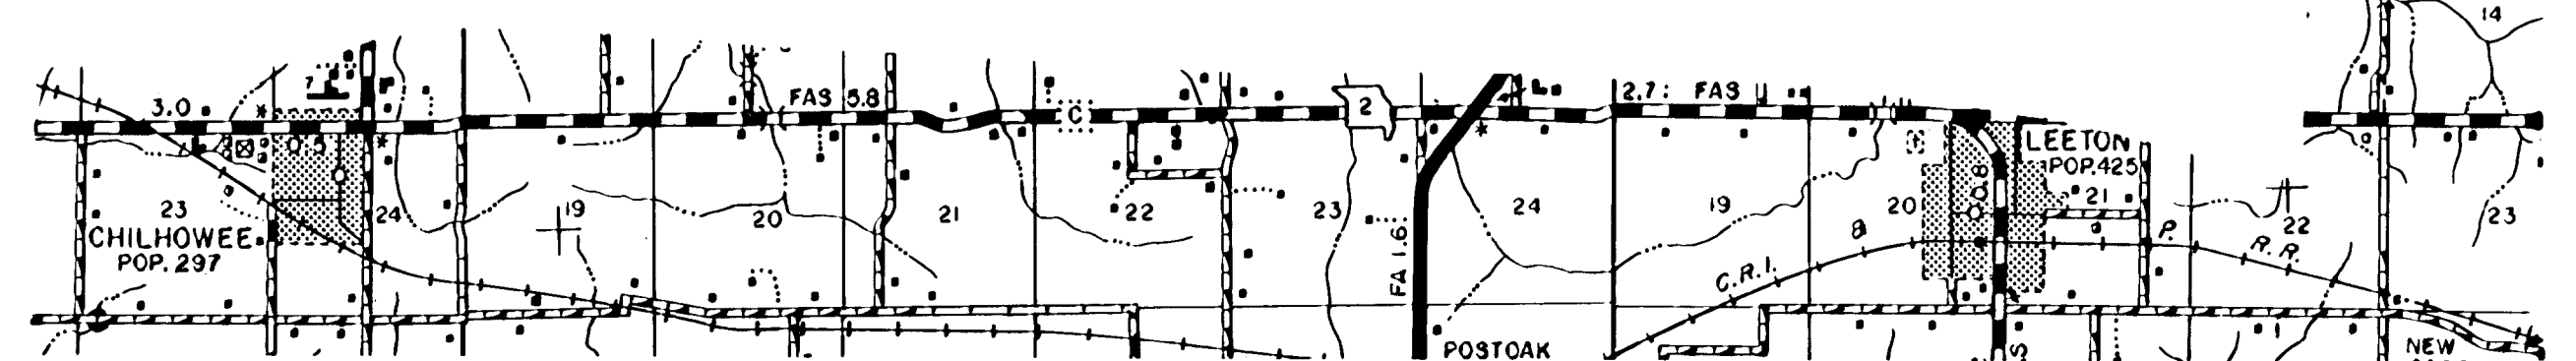 14
7
3.0
FAS 5.8
C
2
2.7: FAS
0.5
LEETON
POP. 425
0.8
23
24
19
20
21
22
23
24
19
20
21
22
23
CHILHOWEE
POP. 297
FA 1.6
C.R.I. & P. R. R.
POSTOAK
S
NEW